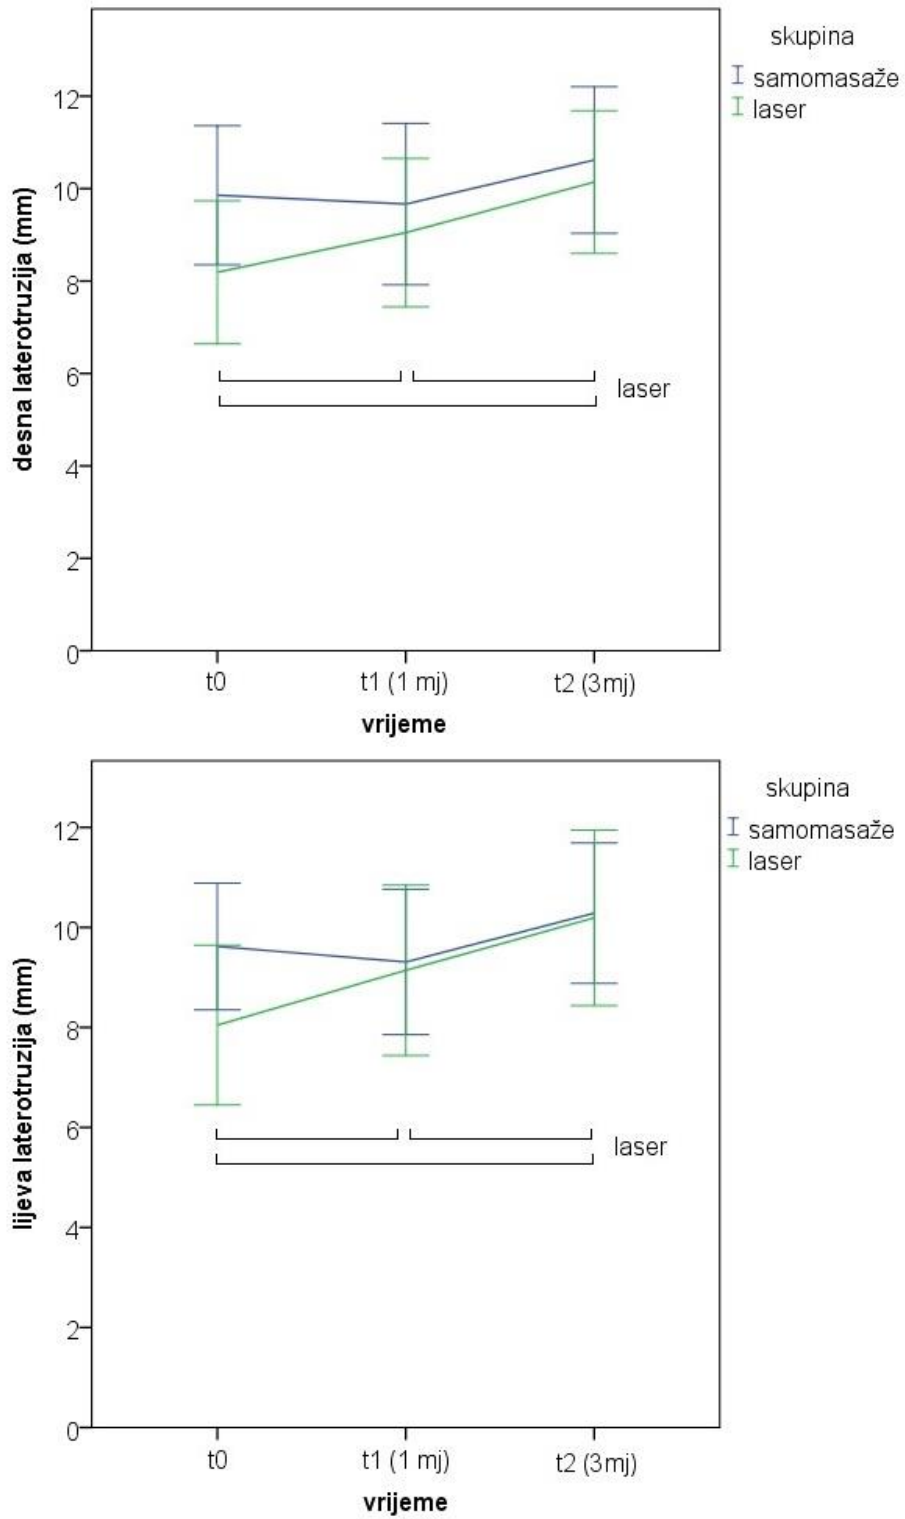 skupina
samomasaže
laser
desna laterotruzija (mm)
12
10
8
6
laser
4
2
0
t0 t1 (1 mj) t2 (3mj)
vrijeme
skupina
samomasaže
laser
lijeva laterotruzija (mm)
12
10
8
6
laser
4
2
0
t0 t1 (1 mj) t2 (3mj)
vrijeme